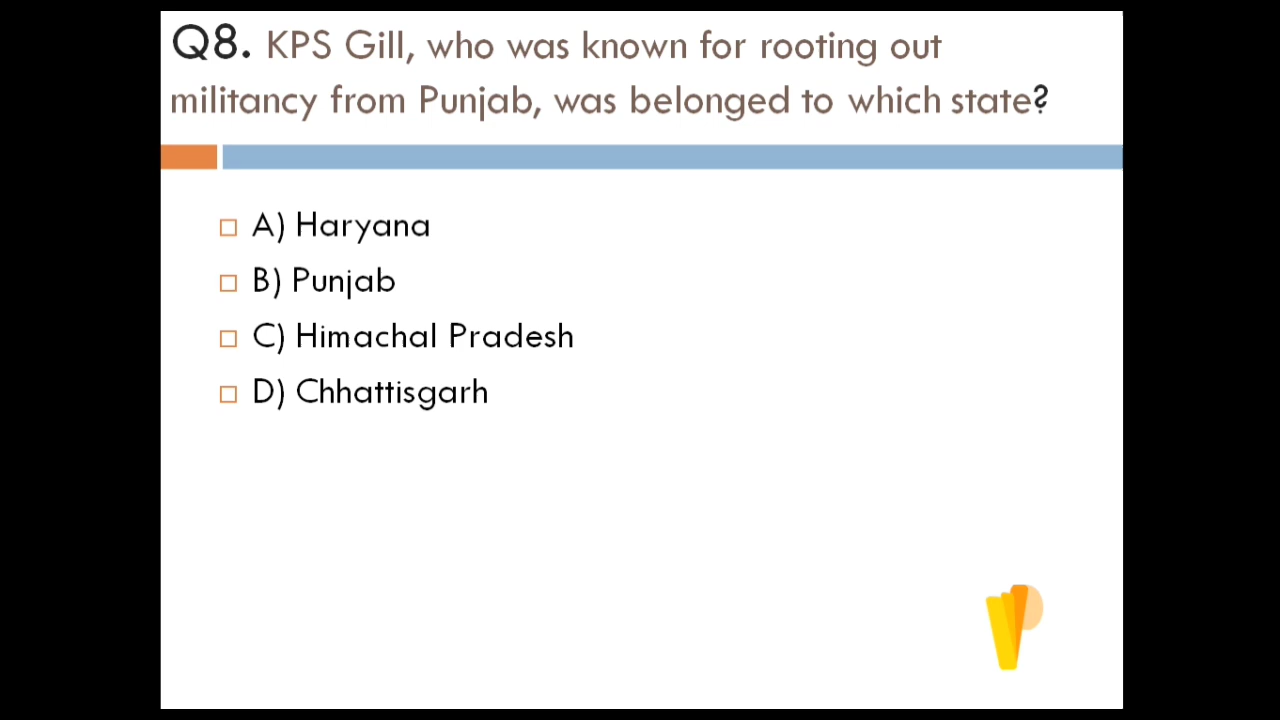 Q8. KPS Gill, who was known for rooting out
militancy from Punjab, was belonged to which state?
A) Haryana
B) Punjab
C) Himachal Pradesh
D) Chhattisgarh